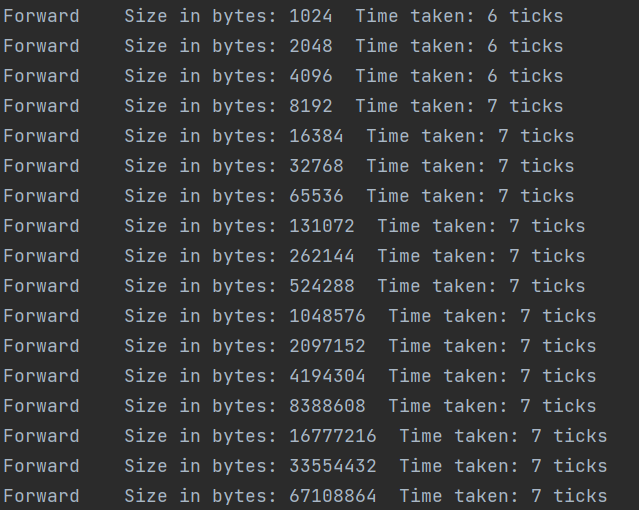 Forward    Size in bytes: 1024  Time taken: 6 ticks
Forward    Size in bytes: 2048  Time taken: 6 ticks
Forward    Size in bytes: 4096  Time taken: 6 ticks
Forward    Size in bytes: 8192  Time taken: 7 ticks
Forward    Size in bytes: 16384  Time taken: 7 ticks
Forward    Size in bytes: 32768  Time taken: 7 ticks
Forward    Size in bytes: 65536  Time taken: 7 ticks
Forward    Size in bytes: 131072  Time taken: 7 ticks
Forward    Size in bytes: 262144  Time taken: 7 ticks
Forward    Size in bytes: 524288  Time taken: 7 ticks
Forward    Size in bytes: 1048576  Time taken: 7 ticks
Forward    Size in bytes: 2097152  Time taken: 7 ticks
Forward    Size in bytes: 4194304  Time taken: 7 ticks
Forward    Size in bytes: 8388608  Time taken: 7 ticks
Forward    Size in bytes: 16777216  Time taken: 7 ticks
Forward    Size in bytes: 33554432  Time taken: 7 ticks
Forward    Size in bytes: 67108864  Time taken: 7 ticks